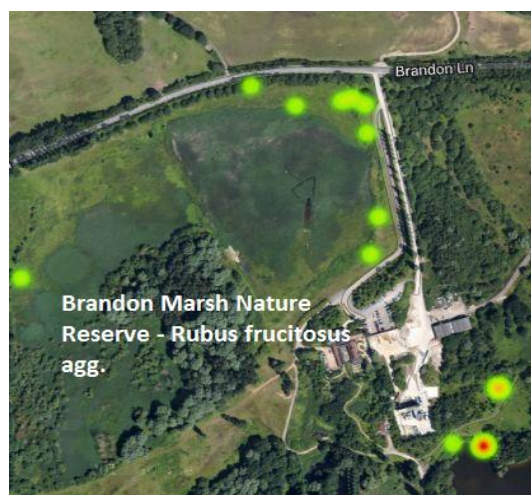 Brandon Ln
Brandon Marsh Nature
Reserve - Rubus frucitosus
agg.